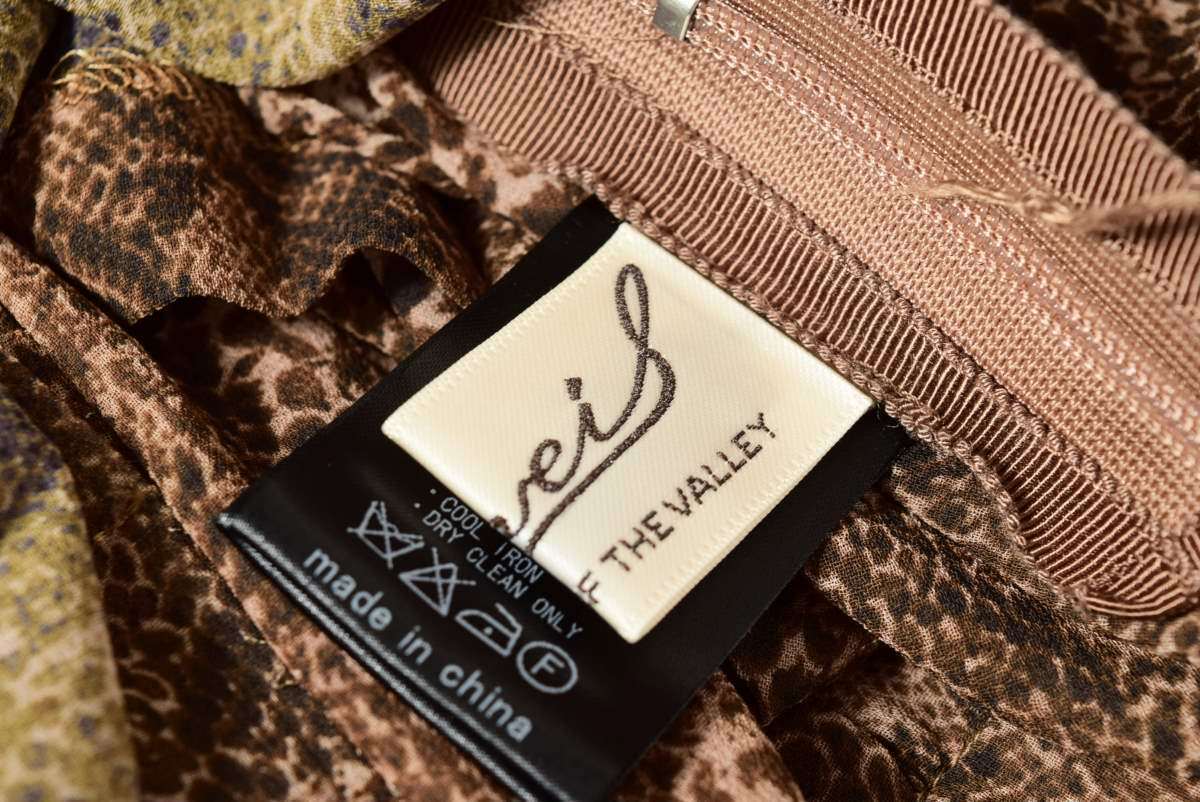 THE VALLEY
· COOL IRON
· DRY CLEAN ONLY
F
made in china